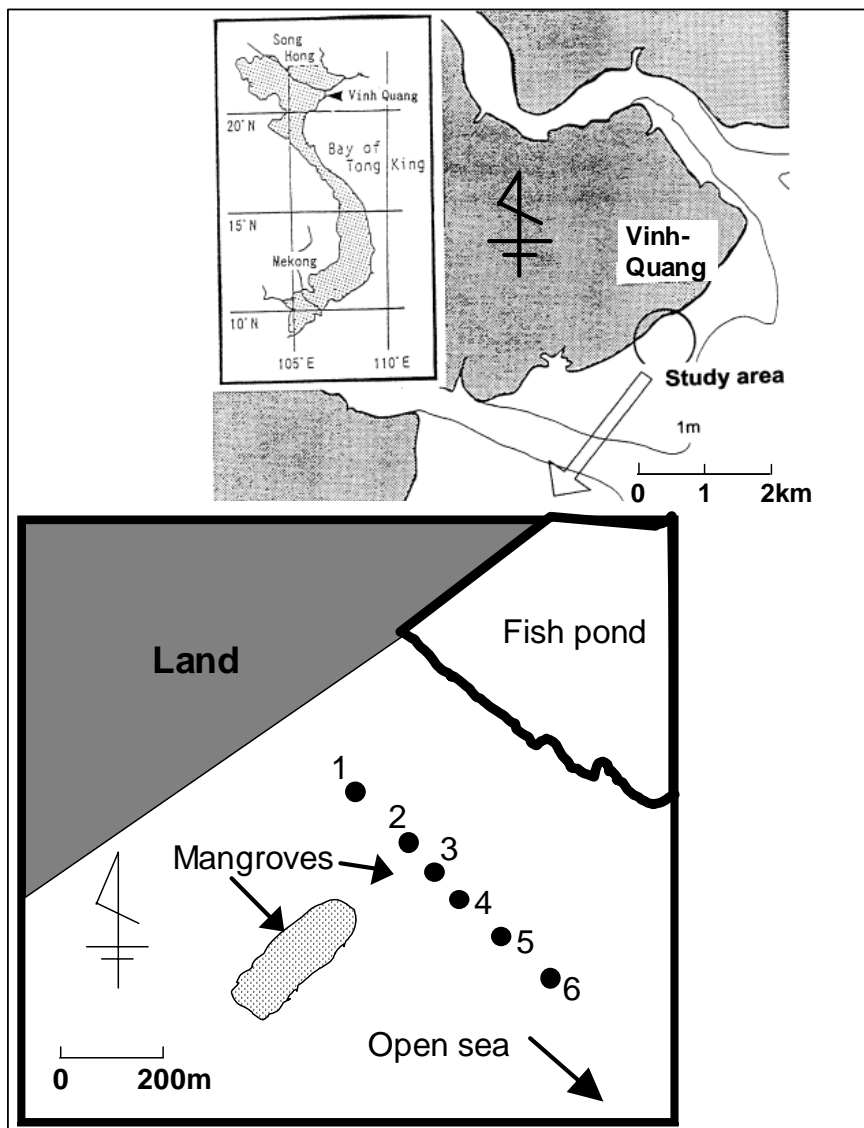 Song
Hong
Vinh Quang
20°N
Bay of
Tong King
15°N
Mekong
10°N
105°E
110°E
Vinh-
Quang
Study area
1m
0 1 2km
Land
Fish pond
1
2
3
Mangroves
4
5
6
Open sea
0 200m